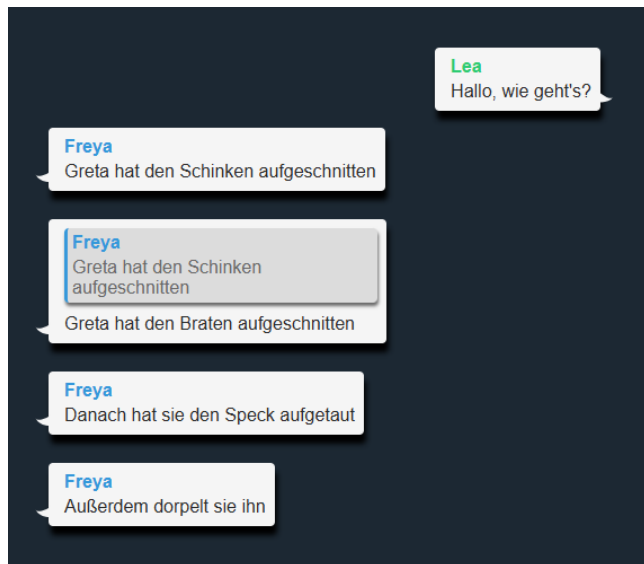 Lea
Hallo, wie geht's?
Freya
Greta hat den Schinken aufgeschnitten
Freya
Greta hat den Schinken
aufgeschnitten
Greta hat den Braten aufgeschnitten
Freya
Danach hat sie den Speck aufgetaut
Freya
Außerdem dorpelt sie ihn